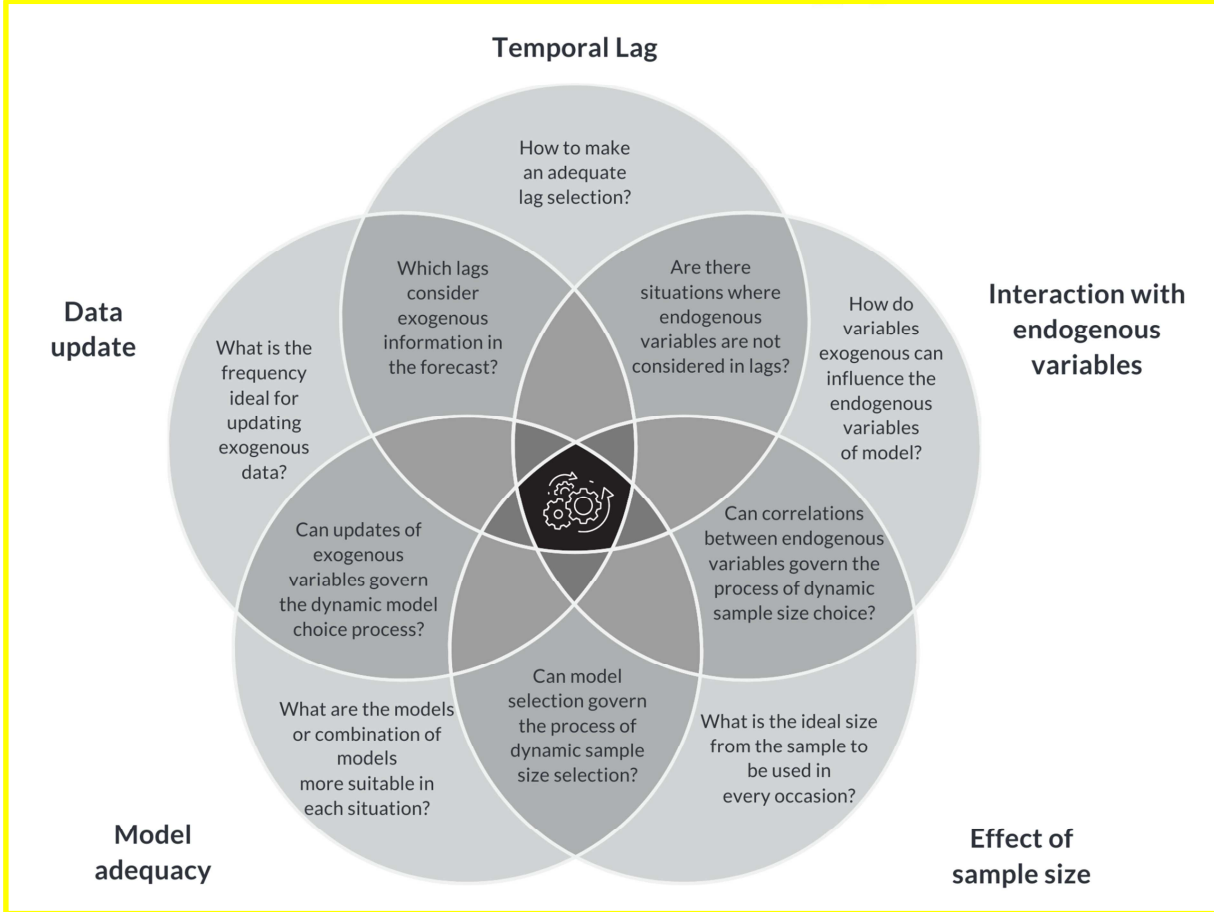 Temporal Lag
How to make
an adequate
lag selection?
Which lags
consider
exogenous
information in
the forecast?
Are there
situations where
endogenous
variables are not
considered in lags?
Data
update
What is the
frequency
ideal for
updating
exogenous
data?
How do
variables
exogenous can
influence the
endogenous
variables
of model?
Interaction with
endogenous
variables
Can updates of
exogenous
variables govern
the dynamic model
choice process?
Can correlations
between endogenous
variables govern the
process of dynamic
sample size choice?
What are the models
or combination of
models
more suitable in
each situation?
Can model
selection govern
the process of
dynamic sample
size selection?
What is the ideal size
from the sample to
be used in
every occasion?
Model
adequacy
Effect of
sample size